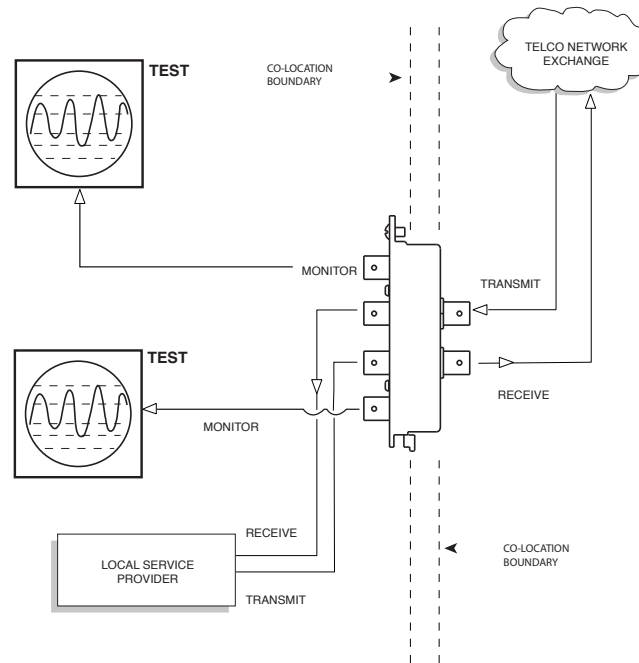 TELCO NETWORK
EXCHANGE
TEST
CO-LOCATION
BOUNDARY
MONITOR
TRANSMIT
TEST
RECEIVE
MONITOR
RECEIVE
LOCAL SERVICE
PROVIDER
TRANSMIT
CO-LOCATION
BOUNDARY